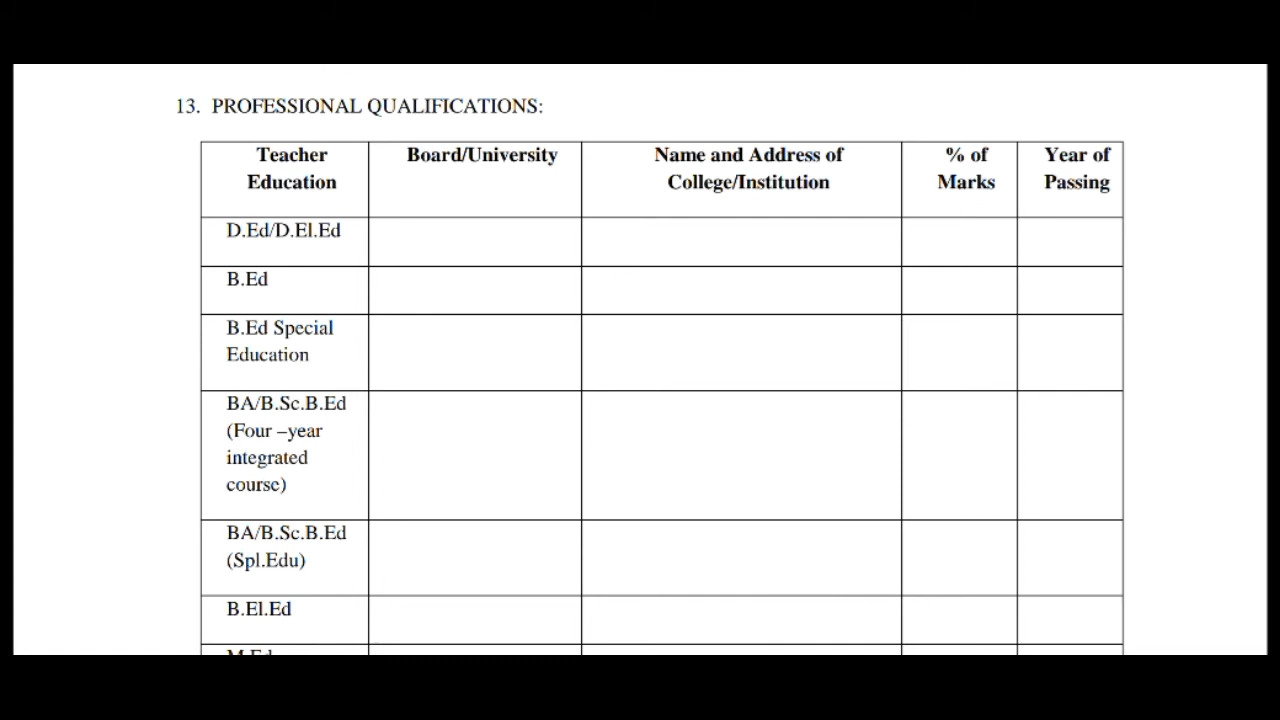 13. PROFESSIONAL QUALIFICATIONS:
Teacher Education Board/University Name and Address of College/Institution % of Marks Year of Passing
D.Ed/D.El.Ed
B.Ed
B.Ed Special
Education
BA/B.Sc.B.Ed
(Four –year
integrated
course)
BA/B.Sc.B.Ed
(Spl.Edu)
B.El.Ed
M.Ed